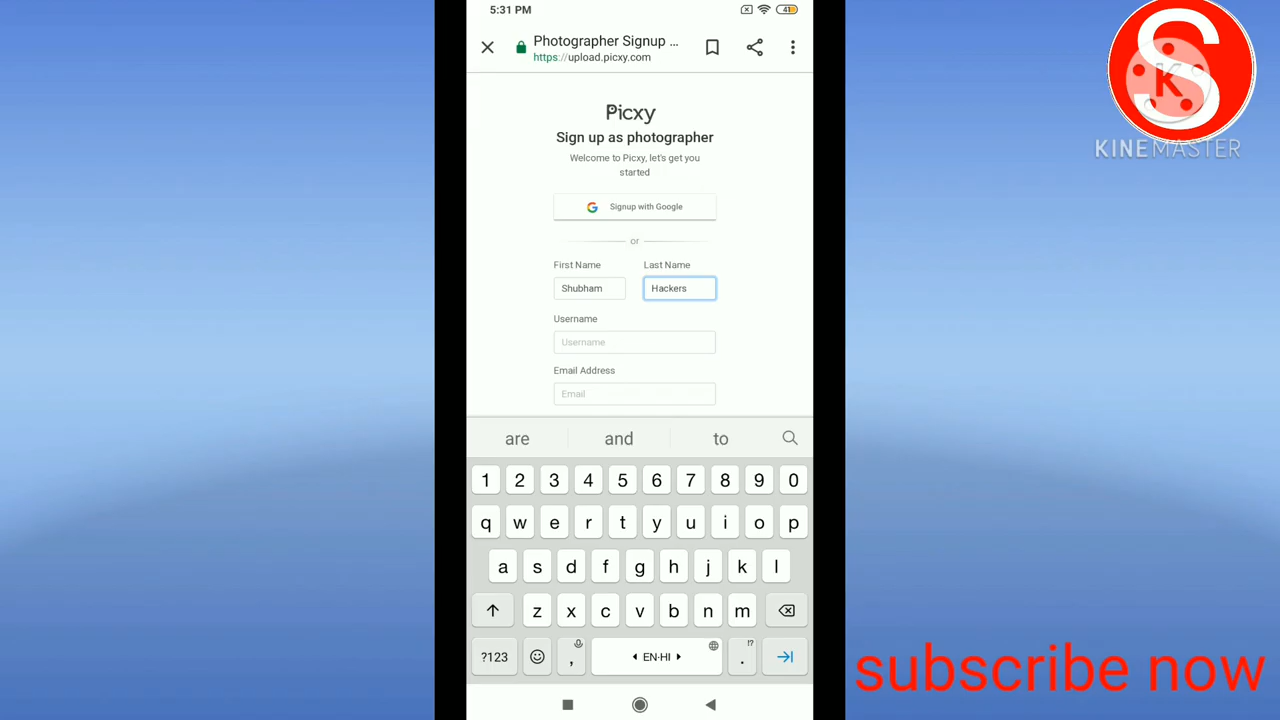 5:31 PM
41
Photographer Signup ...
https://upload.picxy.com
S
K
KINEMASTER
Picxy
Sign up as photographer
Welcome to Picxy, let's get you
started
G Signup with Google
or
First Name Last Name
Shubham Hackers
Username
Username
Email Address
Email
are and to
1 2 3 4 5 6 7 8 9 0
q w e r t y u i o p
a s d f g h j k l
z x c v b n m
?123 , EN·HI . !?
subscribe now